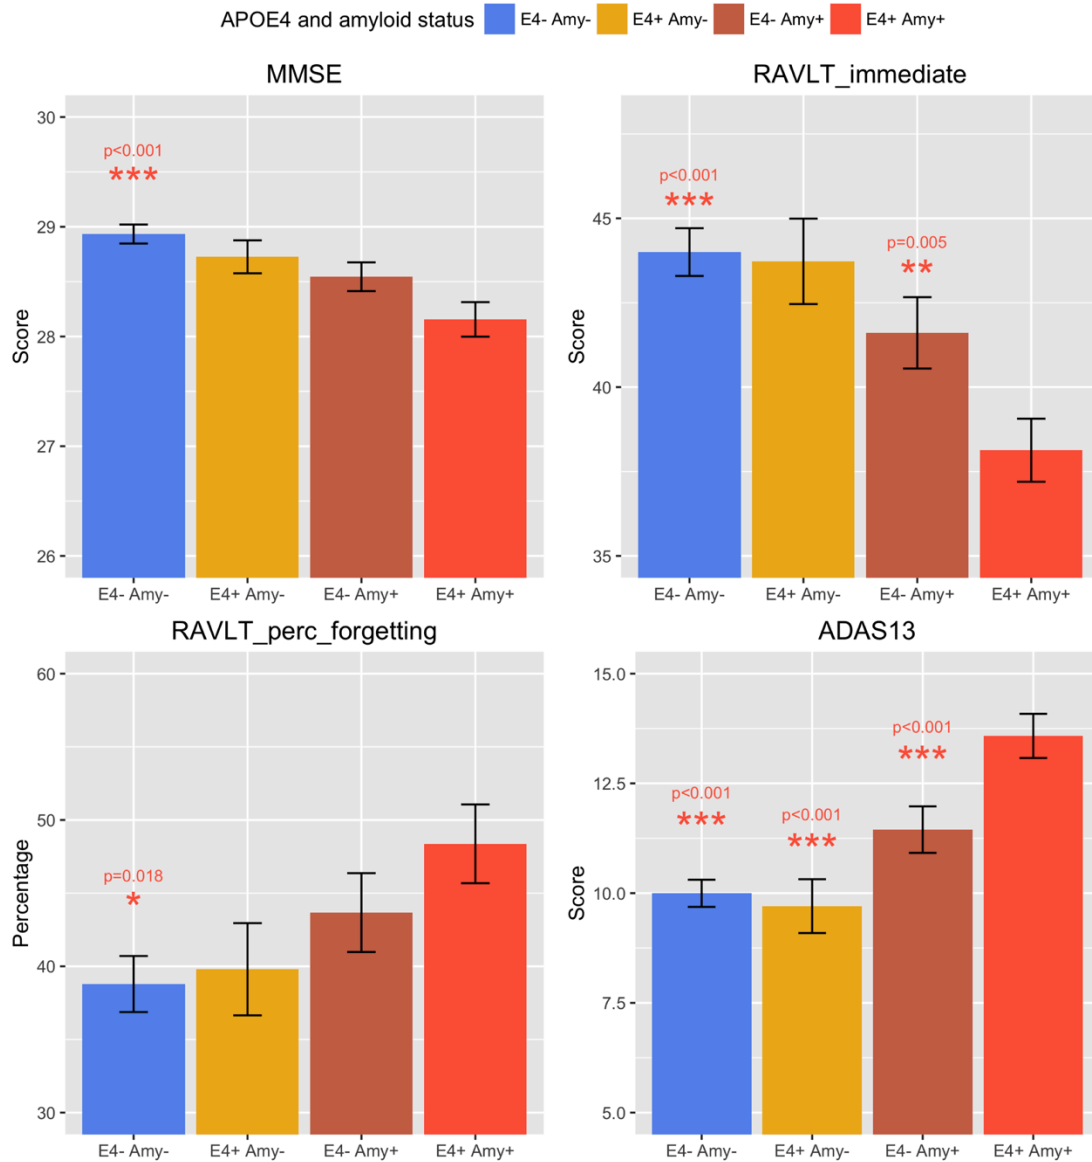 APOE4 and amyloid status E4- Amy- E4+ Amy- E4- Amy+ E4+ Amy+
MMSE
Score
30
29
28
27
26
p<0.001
***
E4- Amy- E4+ Amy- E4- Amy+ E4+ Amy+
RAVLT_immediate
Score
45
40
35
p<0.001
***
p=0.005
**
E4- Amy- E4+ Amy- E4- Amy+ E4+ Amy+
RAVLT_perc_forgetting
Percentage
60
50
40
30
p=0.018
*
E4- Amy- E4+ Amy- E4- Amy+ E4+ Amy+
ADAS13
Score
15.0
12.5
10.0
7.5
5.0
p<0.001
***
p<0.001
***
p<0.001
***
E4- Amy- E4+ Amy- E4- Amy+ E4+ Amy+